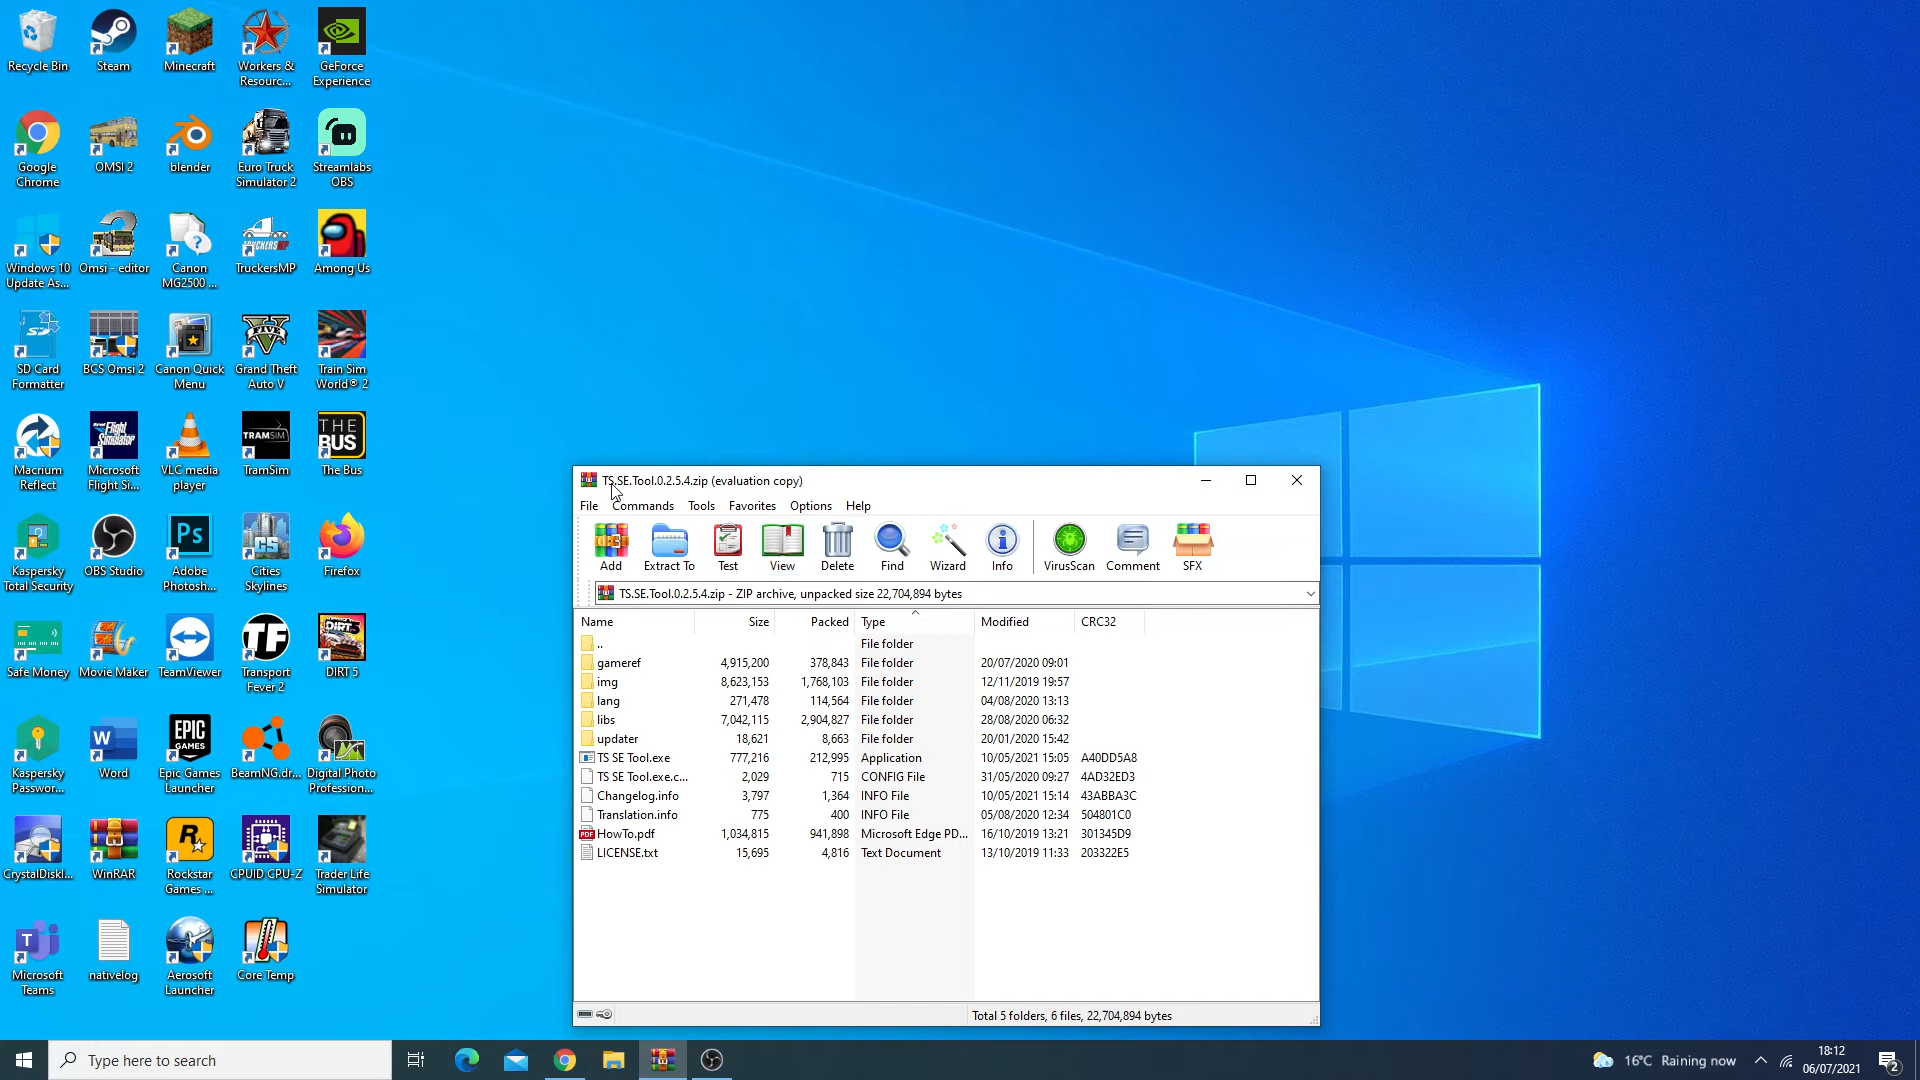 Recycle Bin
Steam
Minecraft
Workers &
Resourc...
GeForce
Experience
Google
Chrome
OMSI 2
blender
Euro Truck
Simulator 2
Streamlabs
OBS
Windows 10
Update As...
Omsi - editor
Canon
MG2500 ...
TruckersMP
Among Us
SD Card
Formatter
BCS Omsi 2
Canon Quick
Menu
Grand Theft
Auto V
Train Sim
World® 2
Macrium
Reflect
Microsoft
Flight Si...
VLC media
player
TRAMSIM
TramSim
THE
BUS
The Bus
Kaspersky
Total Security
OBS Studio
Ps
Adobe
Photosh...
CS
Cities
Skylines
Firefox
Safe Money
Movie Maker
TeamViewer
TF
Transport
Fever 2
DIRT 5
Kaspersky
Passwor...
W
Word
EPIC
GAMES
Epic Games
Launcher
BeamNG.dr...
Digital Photo
Profession...
CrystalDiskI...
WinRAR
Rockstar
Games ...
CPUID CPU-Z
Trader Life
Simulator
Microsoft
Teams
nativelog
Aerosoft
Launcher
Core Temp
TS.SE.Tool.0.2.5.4.zip (evaluation copy)
File Commands Tools Favorites Options Help
Add Extract To Test View Delete Find Wizard Info VirusScan Comment SFX
TS.SE.Tool.0.2.5.4.zip - ZIP archive, unpacked size 22,704,894 bytes
Name Size Packed Type Modified CRC32
.. File folder
gameref 4,915,200 378,843 File folder 20/07/2020 09:01
img 8,623,153 1,768,103 File folder 12/11/2019 19:57
lang 271,478 114,564 File folder 04/08/2020 13:13
libs 7,042,115 2,904,827 File folder 28/08/2020 06:32
updater 18,621 8,663 File folder 20/01/2020 15:42
TS SE Tool.exe 777,216 212,995 Application 10/05/2021 15:05 A40DD5A8
TS SE Tool.exe.c... 2,029 715 CONFIG File 31/05/2020 09:27 4AD32ED3
Changelog.info 3,797 1,364 INFO File 10/05/2021 15:14 43ABBA3C
Translation.info 775 400 INFO File 05/08/2020 12:34 504801C0
HowTo.pdf 1,034,815 941,898 Microsoft Edge PD... 16/10/2019 13:21 301345D9
LICENSE.txt 15,695 4,816 Text Document 13/10/2019 11:33 203322E5
Total 5 folders, 6 files, 22,704,894 bytes
Type here to search
16°C Raining now
18:12
06/07/2021
2